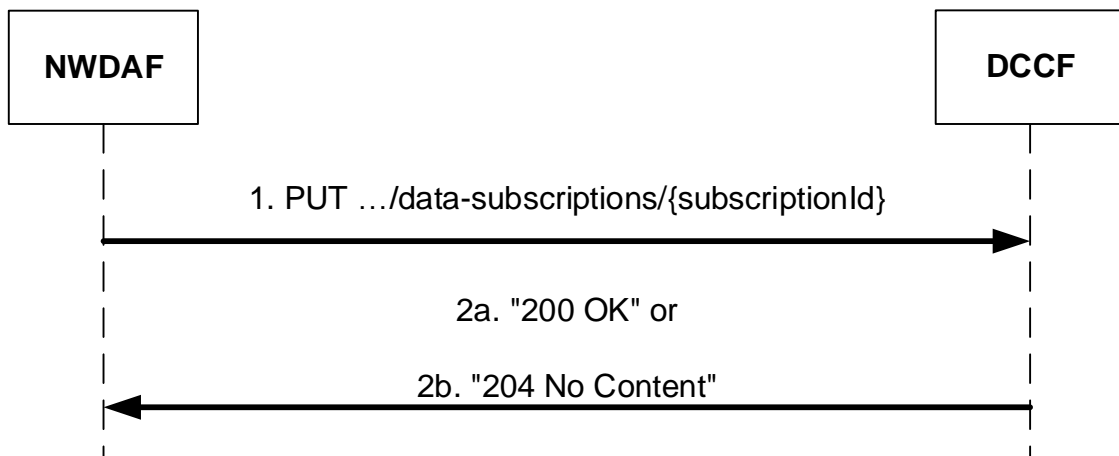 NWDAF
DCCF
1. PUT …/data-subscriptions/{subscriptionId}
2a. "200 OK" or
2b. "204 No Content"